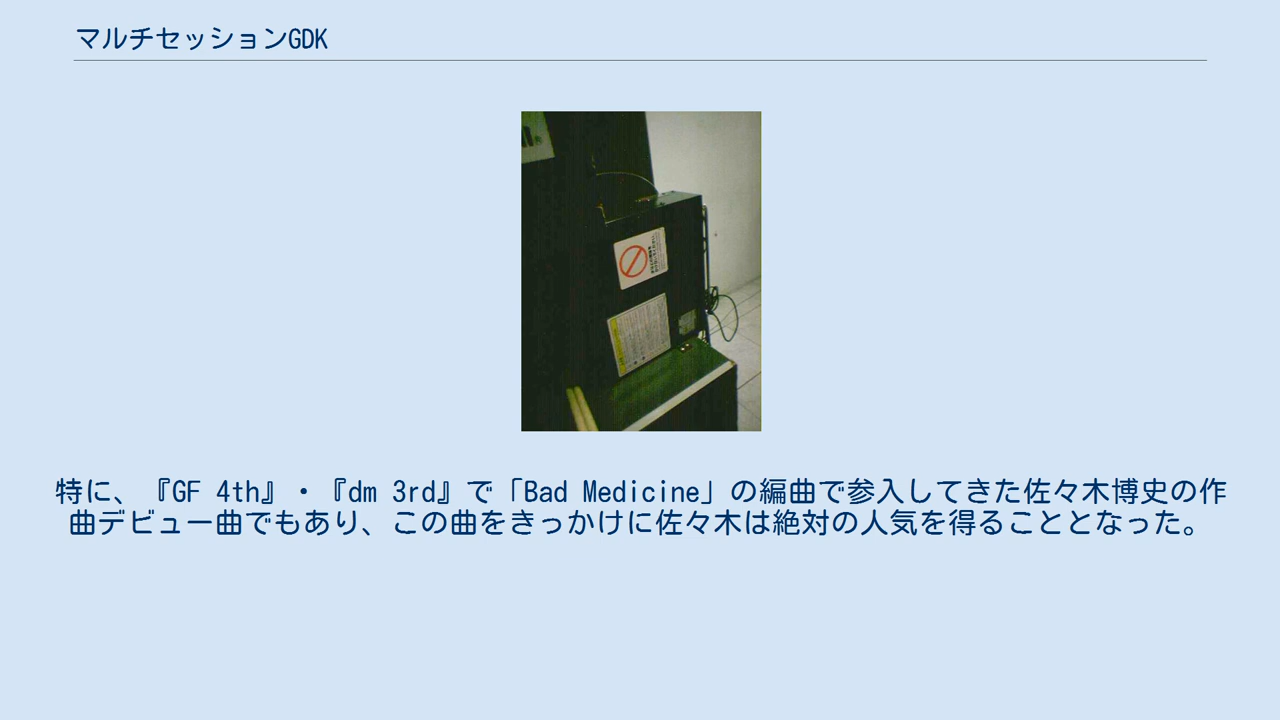 マルチセッションGDK
特に、『GF 4th』・『dm 3rd』で「Bad Medicine」の編曲で参入してきた佐々木博史の作
曲デビュー曲でもあり、この曲をきっかけに佐々木は絶対の人気を得ることとなった。